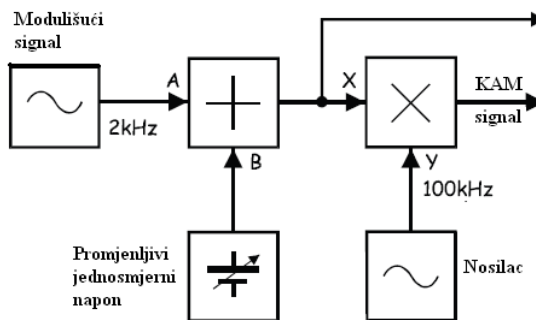 Modulišući
signal
A
2kHz
B
X
KAM
signal
Y
100kHz
Promjenljivi
jednosmjerni
napon
Nosilac